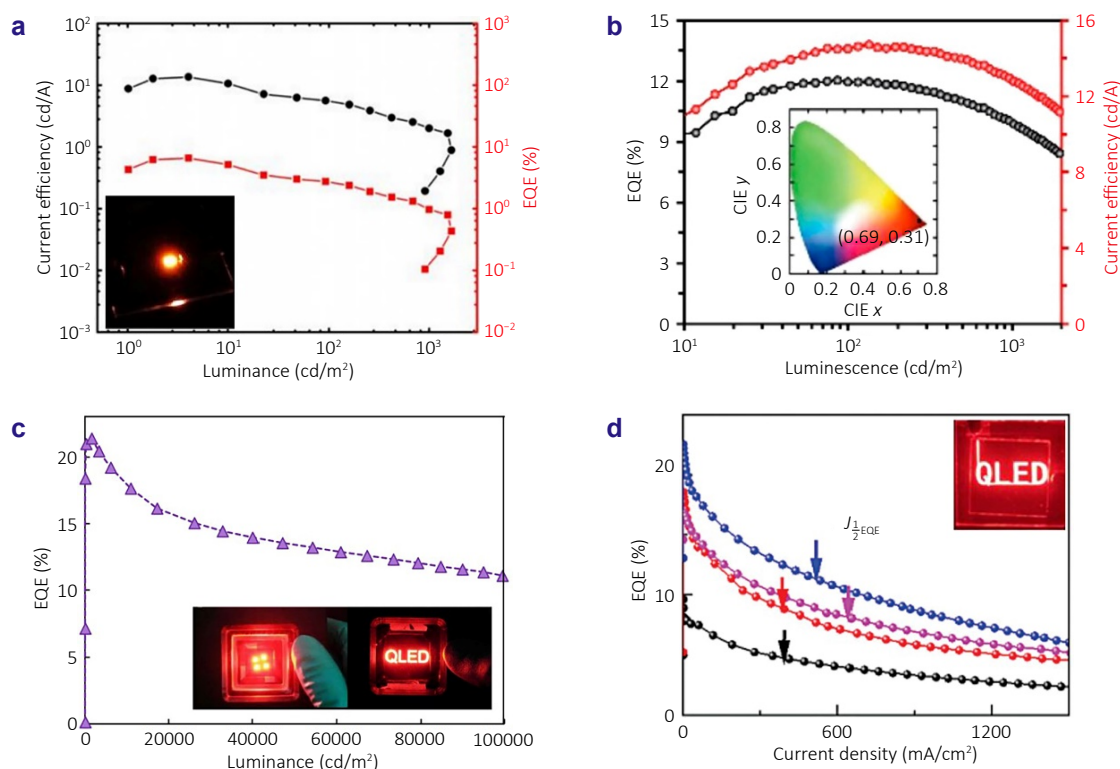 a
10²
10¹
10⁰
10⁻¹
10⁻²
10⁻³
Current efficiency (cd/A)
10³
10²
10¹
10⁰
10⁻¹
10⁻²
EQE (%)
10⁰
10¹
10²
10³
Luminance (cd/m²)
b
15
12
9
6
3
0
EQE (%)
16
14
12
10
8
6
4
2
0
Current efficiency (cd/A)
0.8
0.6
0.4
0.2
0
CIE y
(0.69, 0.31)
0 0.2 0.4 0.6 0.8
CIE x
10¹
10²
10³
Luminescence (cd/m²)
c
20
15
10
5
0
EQE (%)
QLED
0 20000 40000 60000 80000 100000
Luminance (cd/m²)
d
20
10
0
EQE (%)
QLED
J½EQE
0 600 1200
Current density (mA/cm²)